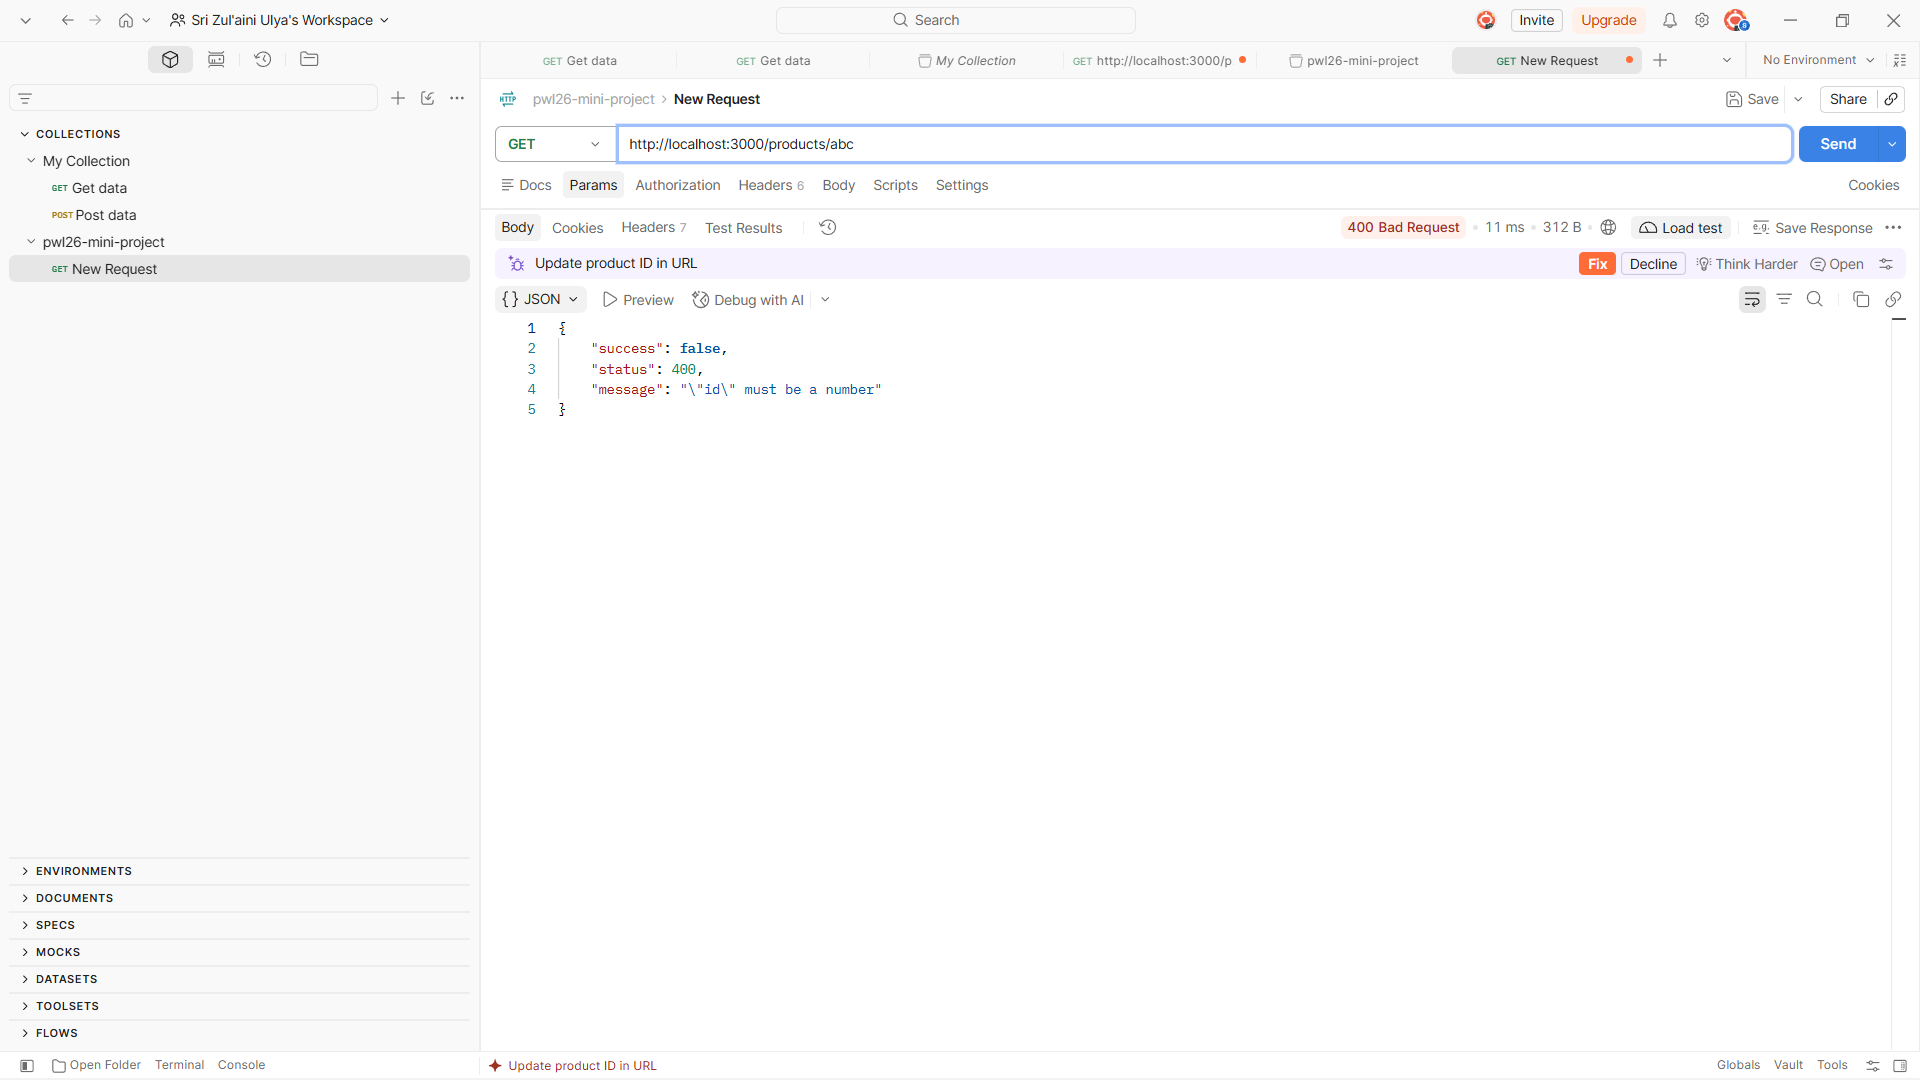 Sri Zul'aini Ulya's Workspace
Search
Invite
Upgrade
8
GET Get data
GET Get data
My Collection
GET http://localhost:3000/p
pwl26-mini-project
GET New Request
No Environment
COLLECTIONS
My Collection
GET Get data
POST Post data
pwl26-mini-project
GET New Request
HTTP pwl26-mini-project > New Request
Save
Share
GET
http://localhost:3000/products/abc
Send
Docs
Params
Authorization
Headers 6
Body
Scripts
Settings
Cookies
Body
Cookies
Headers 7
Test Results
400 Bad Request
11 ms
312 B
Load test
e.g. Save Response
Update product ID in URL
Fix
Decline
Think Harder
Open
{} JSON
Preview
Debug with AI
1 {
2 "success": false,
3 "status": 400,
4 "message": "\"id\" must be a number"
5 }
ENVIRONMENTS
DOCUMENTS
SPECS
MOCKS
DATASETS
TOOLSETS
FLOWS
Open Folder
Terminal
Console
Update product ID in URL
Globals
Vault
Tools